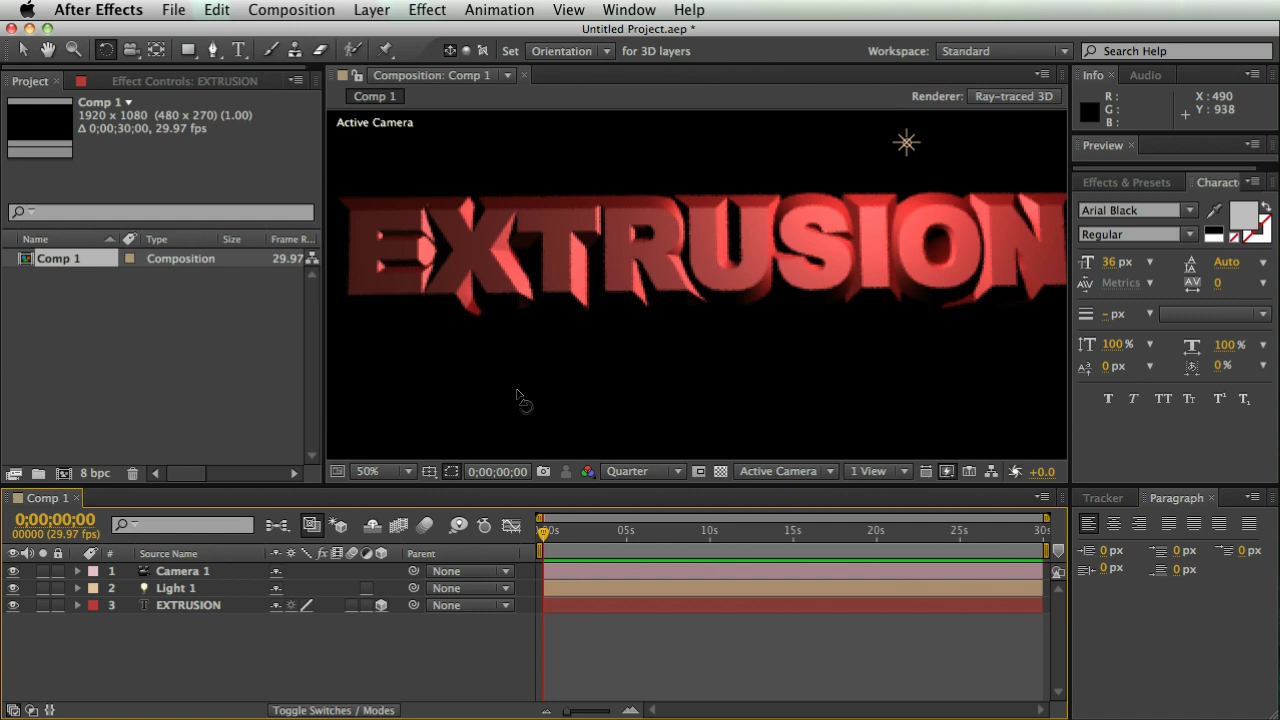 After Effects File Edit Composition Layer Effect Animation View Window Help
Untitled Project.aep *
Set Orientation for 3D layers Workspace: Standard Search Help
Project Effect Controls: EXTRUSION
Composition: Comp 1
Info Audio
Comp 1
1920 x 1080 (480 x 270) (1.00)
Δ 0;00;30;00, 29.97 fps
Comp 1
Renderer: Ray-traced 3D
R :
G :
B :
X : 490
Y : 938
Active Camera
Preview
Effects & Presets Charact
Arial Black
Regular
EXTRUSION
Name Type Size Frame R...
Comp 1 Composition 29.97
36 px Auto
Metrics 0
- px
100 % 100 %
0 px 0 %
T T TT Tt T¹ T₁
8 bpc
50% 0;00;00;00 Quarter Active Camera 1 View +0.0
Comp 1
Tracker Paragraph
0;00;00;00
00000 (29.97 fps)
00s 05s 10s 15s 20s 25s 30s
0 px 0 px 0 px
0 px 0 px
# Source Name Parent
1 Camera 1 None
2 Light 1 None
3 T EXTRUSION None
Toggle Switches / Modes